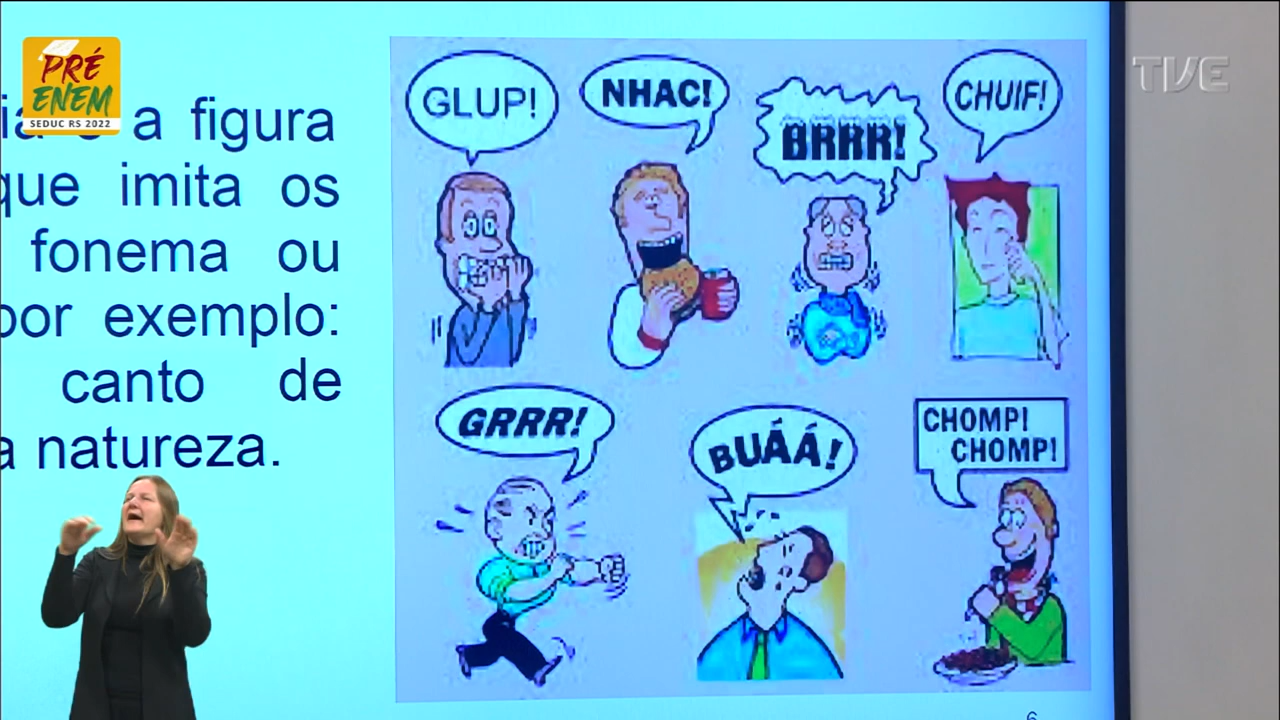 PRÉ
ENEM
SEDUC RS 2022
a figura
que imita os
fonema ou
por exemplo:
canto de
a natureza.
GLUP!
NHAC!
BRRR!
CHUIF!
GRRR!
BUÁÁ!
CHOMP!
CHOMP!
TVE
6